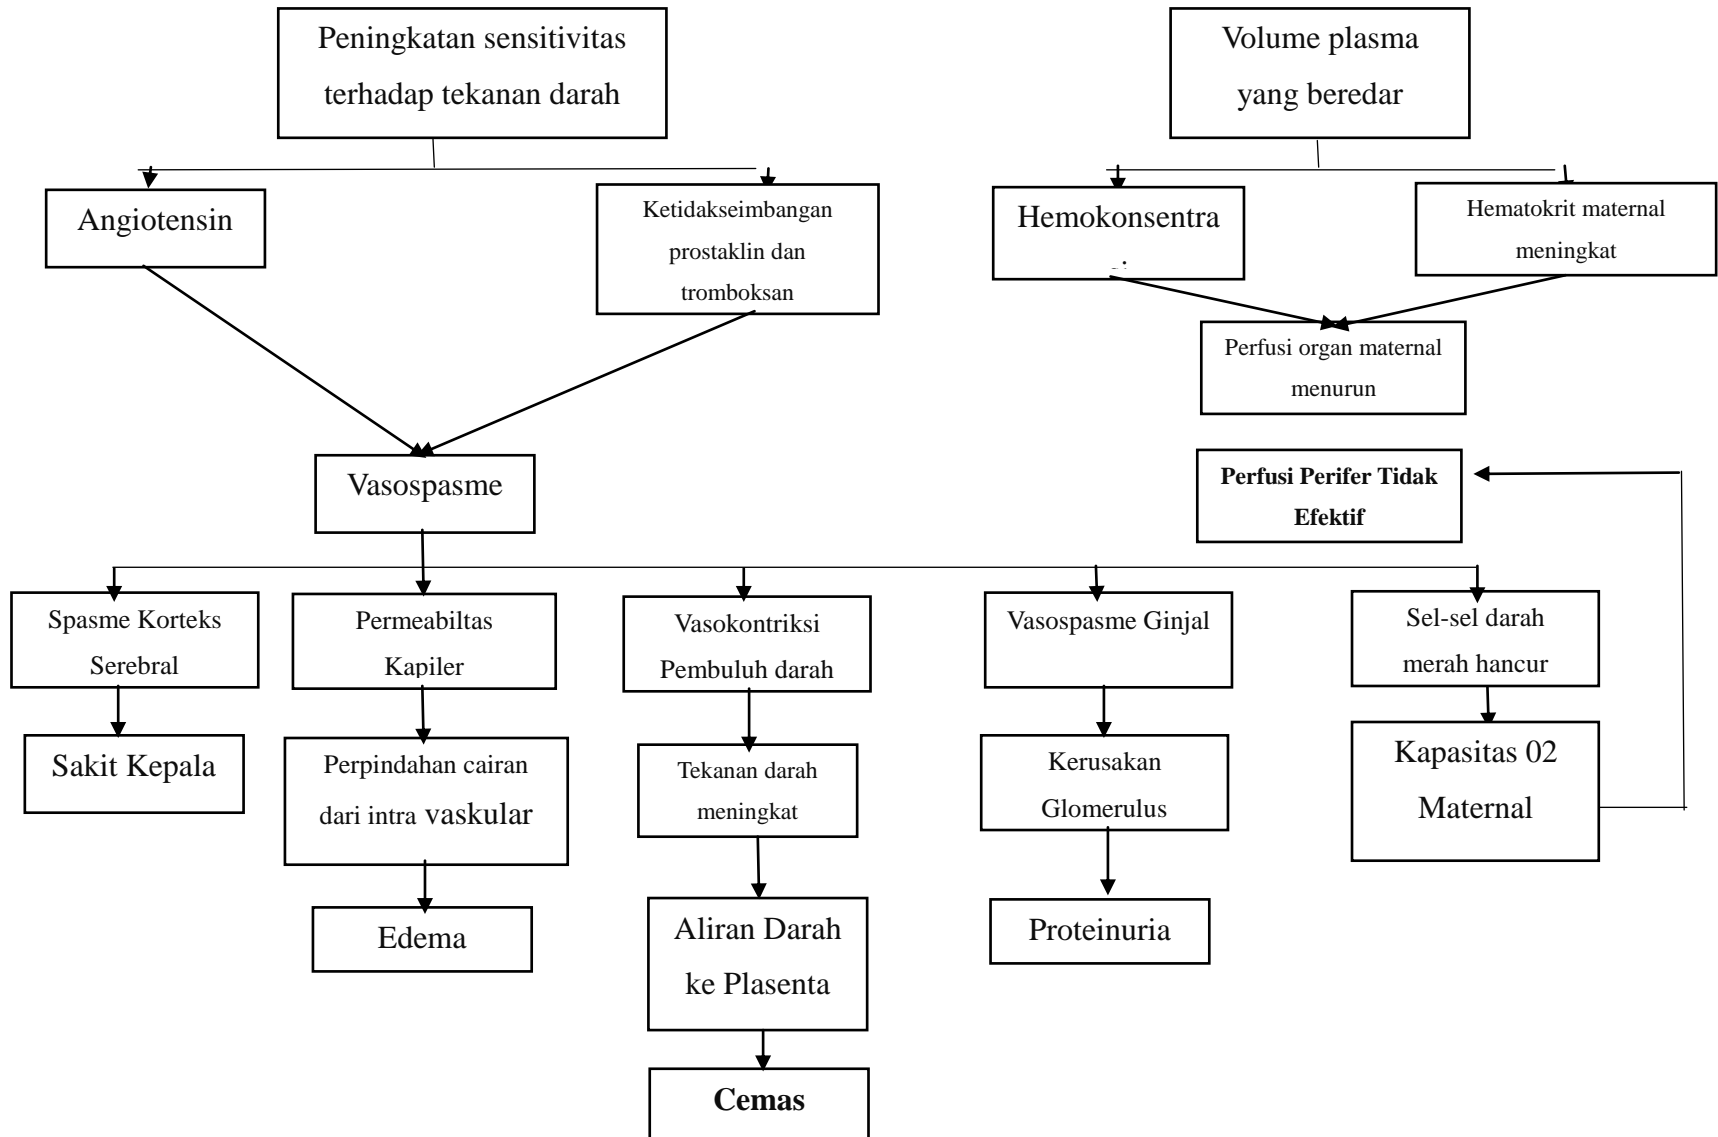 Peningkatan sensitivitas
terhadap tekanan darah
Volume plasma
yang beredar
Angiotensin
Ketidakseimbangan
prostaklin dan
tromboksan
Hemokonsentra
Hematokrit maternal
meningkat
Perfusi organ maternal
menurun
Vasospasme
Perfusi Perifer Tidak
Efektif
Spasme Korteks
Serebral
Permeabiltas
Kapiler
Vasokontriksi
Pembuluh darah
Vasospasme Ginjal
Sel-sel darah
merah hancur
Sakit Kepala
Perpindahan cairan
dari intra vaskular
Tekanan darah
meningkat
Kerusakan
Glomerulus
Kapasitas 02
Maternal
Edema
Aliran Darah
ke Plasenta
Proteinuria
Cemas